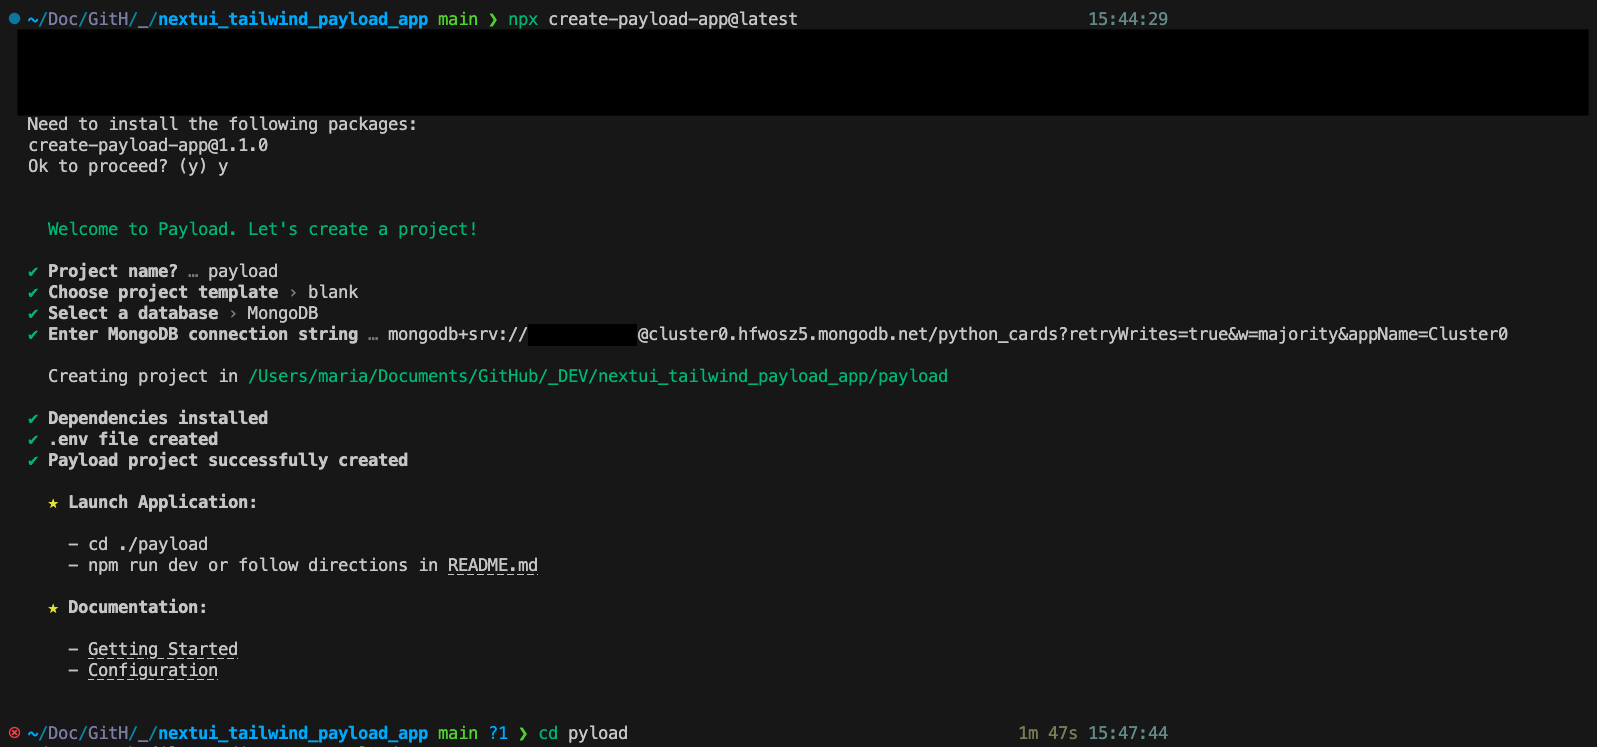 ~/Doc/GitH/_/nextui_tailwind_payload_app main ❯ npx create-payload-app@latest 15:44:29
Need to install the following packages:
create-payload-app@1.1.0
Ok to proceed? (y) y
Welcome to Payload. Let's create a project!
✔ Project name? … payload
✔ Choose project template › blank
✔ Select a database › MongoDB
✔ Enter MongoDB connection string … mongodb+srv:// @cluster0.hfwosz5.mongodb.net/python_cards?retryWrites=true&w=majority&appName=Cluster0
Creating project in /Users/maria/Documents/GitHub/_DEV/nextui_tailwind_payload_app/payload
✔ Dependencies installed
✔ .env file created
✔ Payload project successfully created
★ Launch Application:
- cd ./payload
- npm run dev or follow directions in README.md
★ Documentation:
- Getting Started
- Configuration
~/Doc/GitH/_/nextui_tailwind_payload_app main ?1 ❯ cd pyload 1m 47s 15:47:44